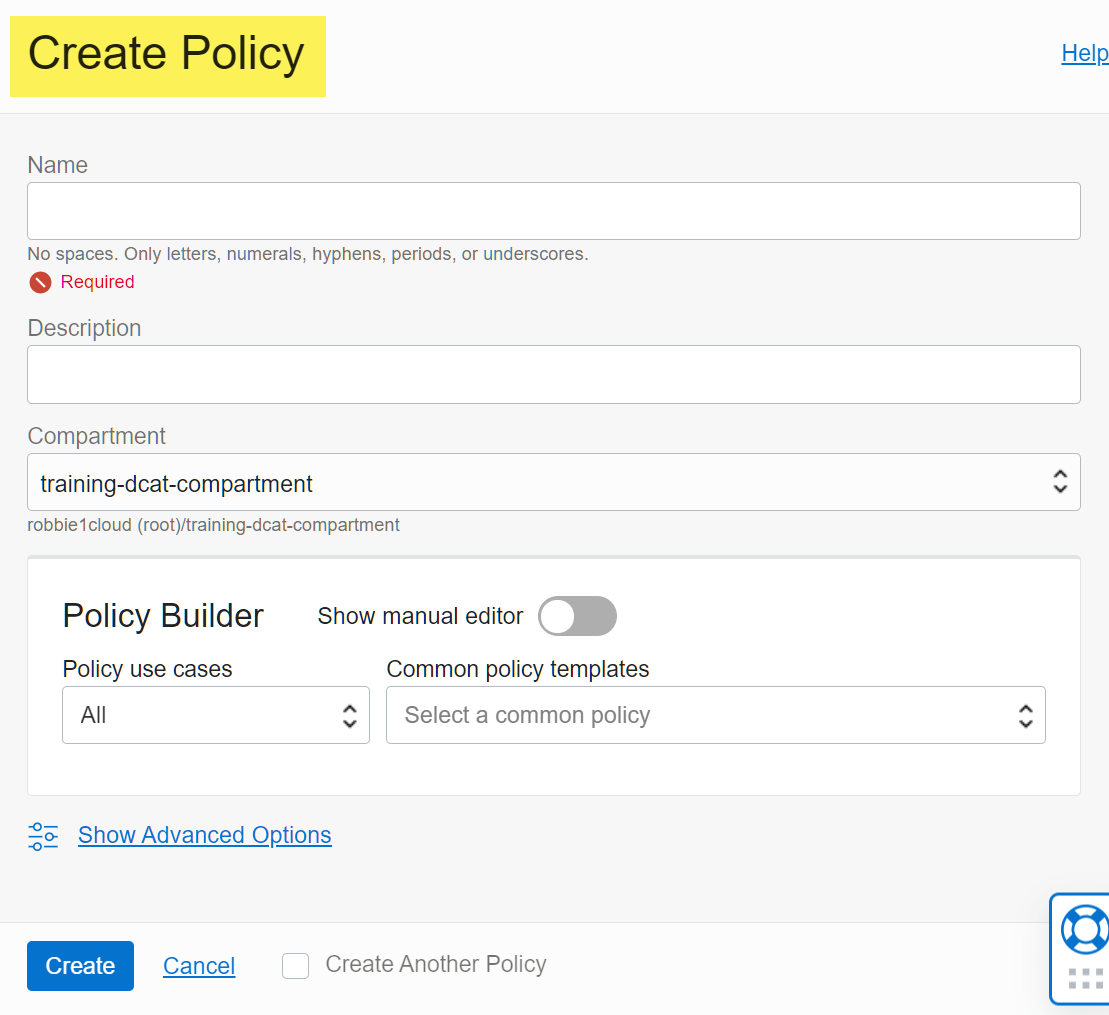 Create Policy
Help
Name
No spaces. Only letters, numerals, hyphens, periods, or underscores.
Required
Description
Compartment
training-dcat-compartment
robbie1cloud (root)/training-dcat-compartment
Policy Builder
Show manual editor
Policy use cases
Common policy templates
All
Select a common policy
Show Advanced Options
Create
Cancel
Create Another Policy